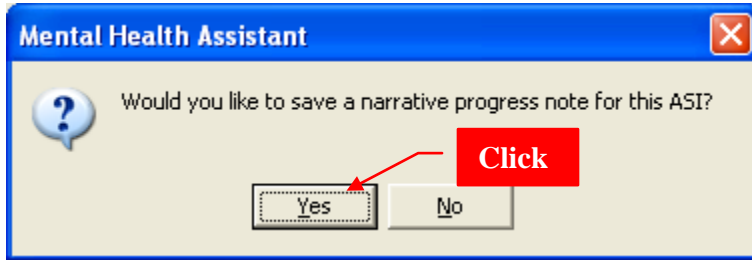 Mental Health Assistant
Would you like to save a narrative progress note for this ASI?
Click
Yes No